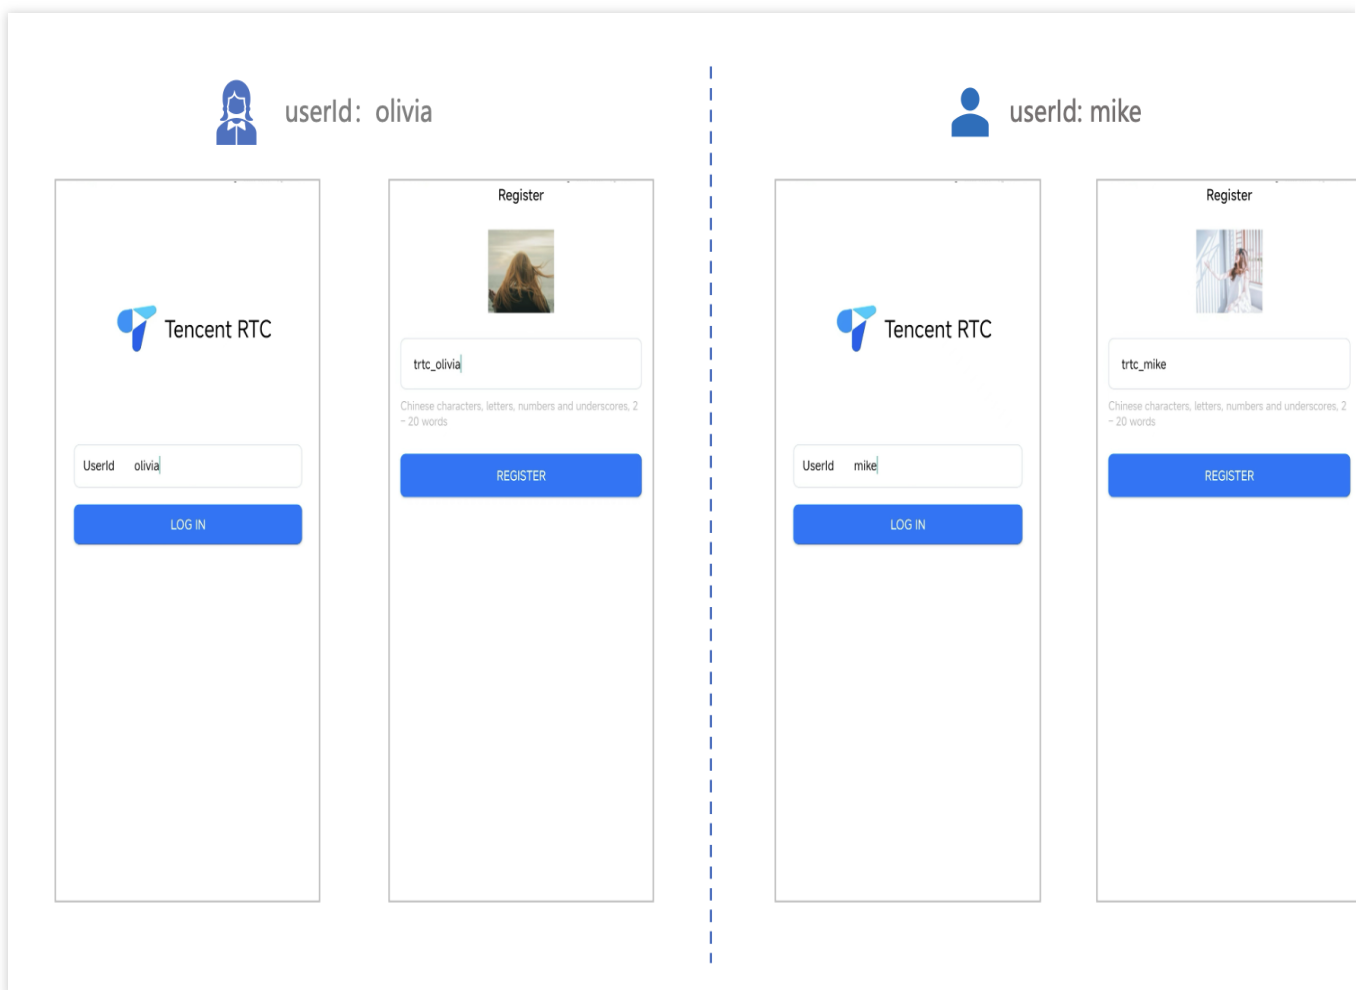 userId: olivia
userId: mike
Tencent RTC
UserId olivia
LOG IN
Register
trtc_olivia
Chinese characters, letters, numbers and underscores, 2
~ 20 words
REGISTER
Tencent RTC
UserId mike
LOG IN
Register
trtc_mike
Chinese characters, letters, numbers and underscores, 2
~ 20 words
REGISTER